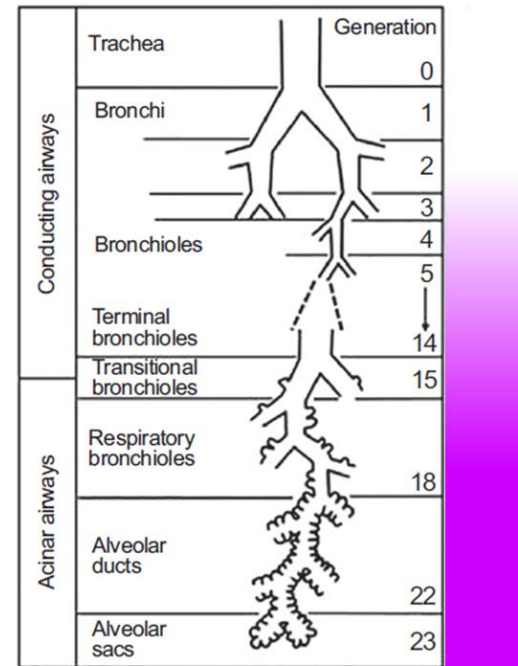 Generation
Trachea
0
Bronchi
1
2
3
Bronchioles
4
5
Terminal
bronchioles
14
Transitional
bronchioles
15
Respiratory
bronchioles
18
Alveolar
ducts
22
Alveolar
sacs
23
Conducting airways
Acinar airways